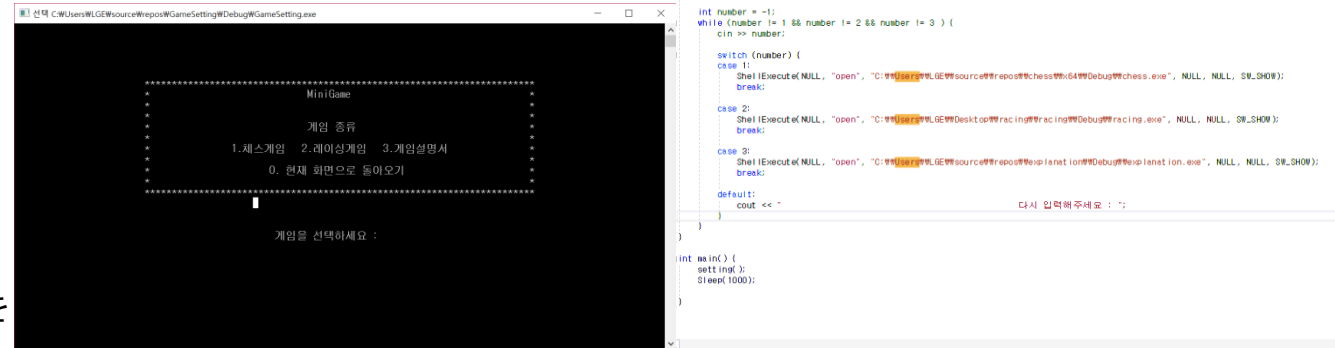 선택 C:₩Users₩LGE₩source₩repos₩GameSetting₩Debug₩GameSetting.exe
**************************************************************************
* MiniGame *
* *
* 게임 종류 *
* *
* 1.체스게임 2.레이싱게임 3.게임설명서 *
* *
* 0. 현재 화면으로 돌아오기 *
* *
**************************************************************************
게임을 선택하세요 :
int number = -1;
while (number != 1 && number != 2 && number != 3 ) {
cin >> number;
switch (number) {
case 1:
ShellExecute(NULL, "open", "C:₩₩Users₩₩LGE₩₩source₩₩repos₩₩chess₩₩x64₩₩Debug₩₩chess.exe", NULL, NULL, SW_SHOW);
break;
case 2:
ShellExecute(NULL, "open", "C:₩₩Users₩₩LGE₩₩Desktop₩₩racing₩₩racing₩₩Debug₩₩racing.exe", NULL, NULL, SW_SHOW);
break;
case 3:
ShellExecute(NULL, "open", "C:₩₩Users₩₩LGE₩₩source₩₩repos₩₩explanation₩₩Debug₩₩explanation.exe", NULL, NULL, SW_SHOW);
break;
default:
cout << " 다시 입력해주세요 : ";
}
}
}
int main() {
setting();
Sleep(1000);
}